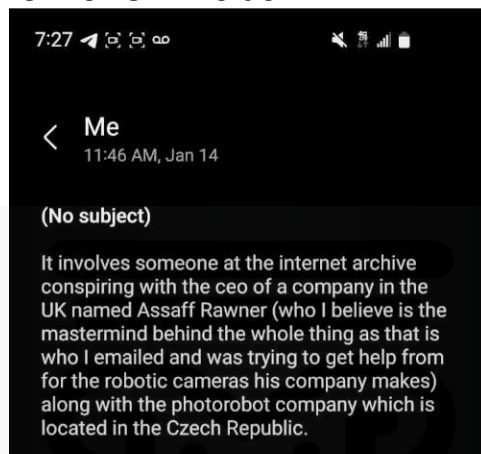 7:27
Me
11:46 AM, Jan 14
(No subject)
It involves someone at the internet archive
conspiring with the ceo of a company in the
UK named Assaff Rawner (who I believe is the
mastermind behind the whole thing as that is
who I emailed and was trying to get help from
for the robotic cameras his company makes)
along with the photorobot company which is
located in the Czech Republic.